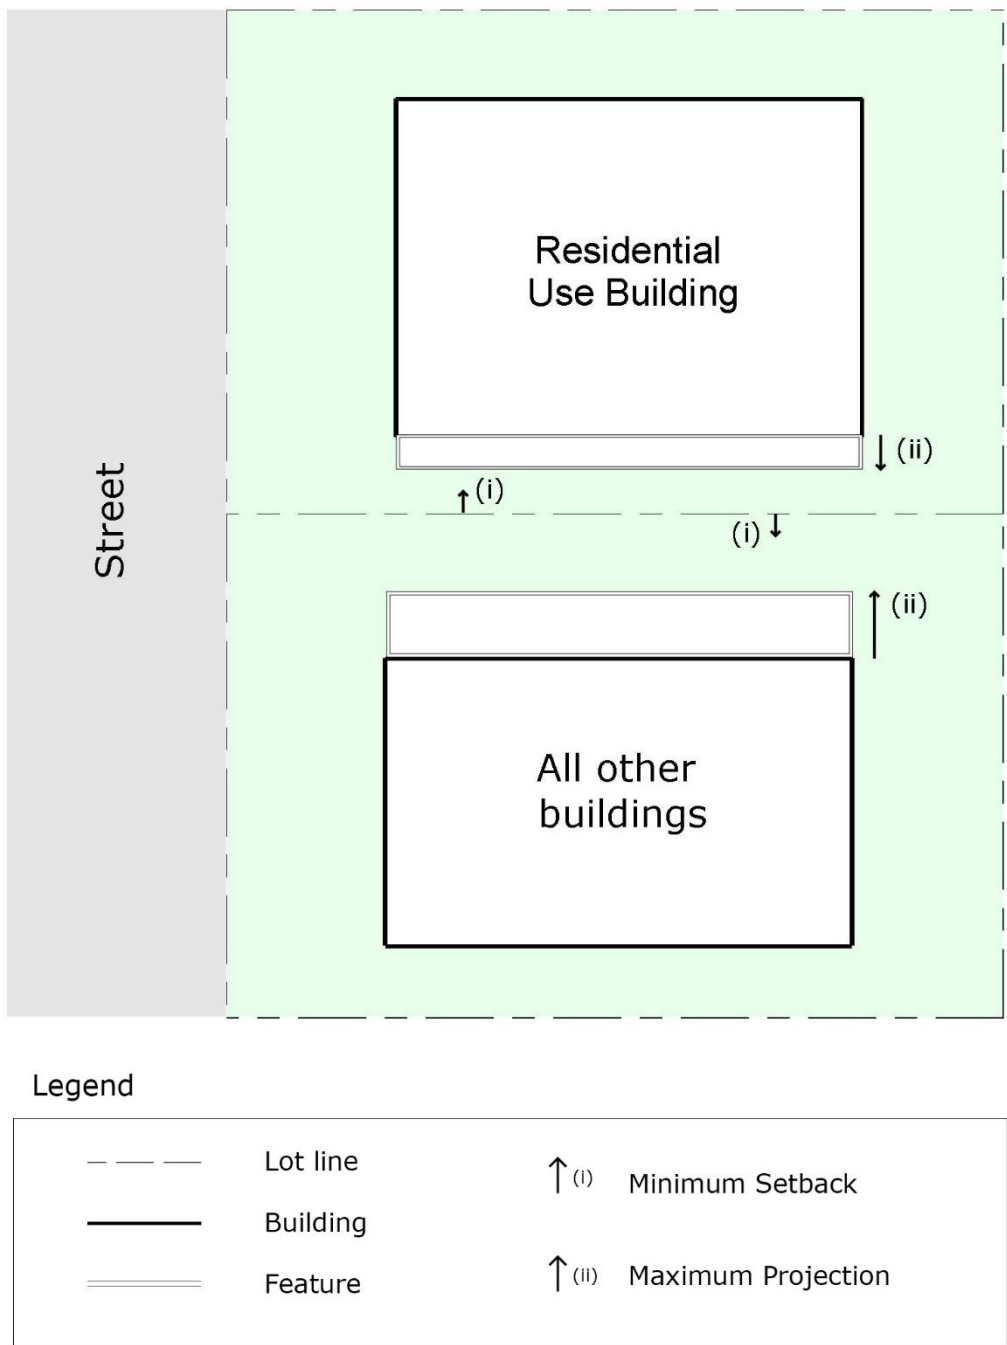 Residential
Use Building
(ii)
(i)
Street
(i)
(ii)
All other
buildings
Legend
Lot line
(i) Minimum Setback
Building
Feature
(ii) Maximum Projection